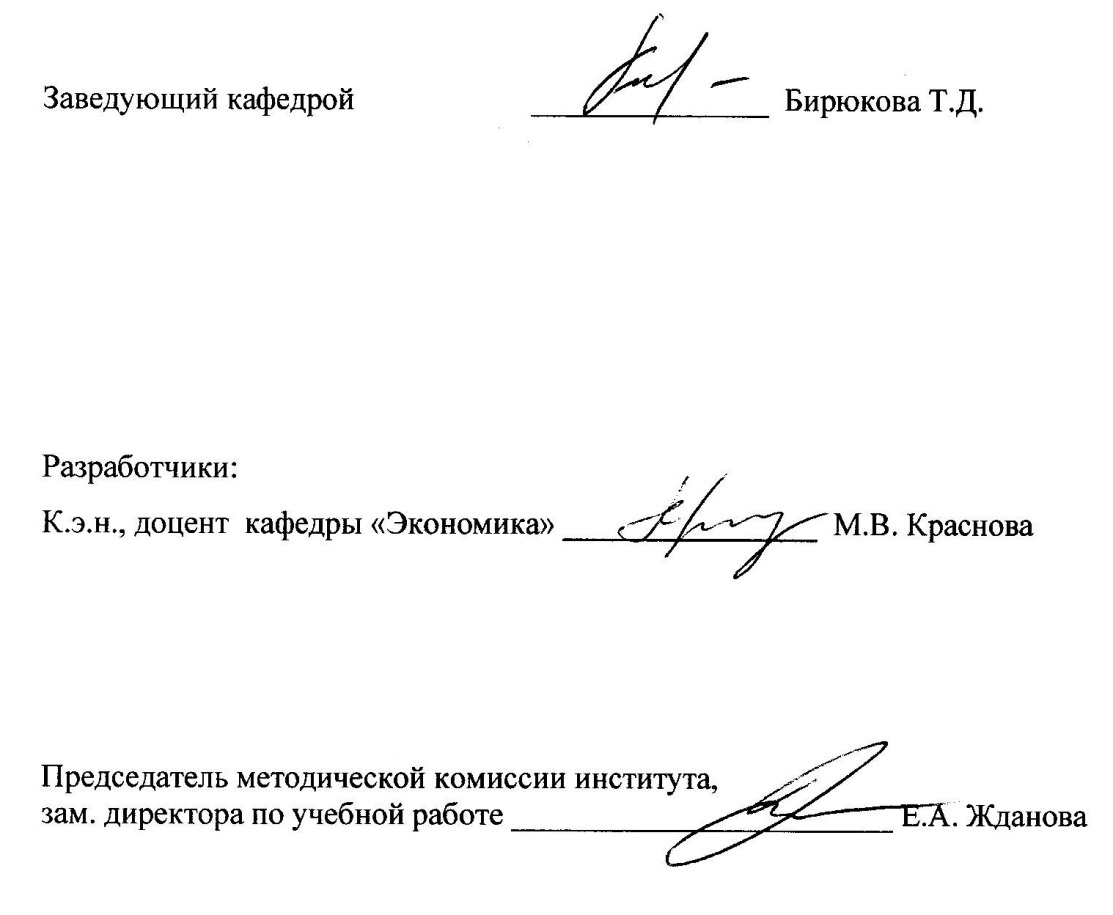 Заведующий кафедрой Бирюкова Т.Д.
Разработчики:
К.э.н., доцент кафедры «Экономика» М.В. Краснова
Председатель методической комиссии института,
зам. директора по учебной работе Е.А. Жданова